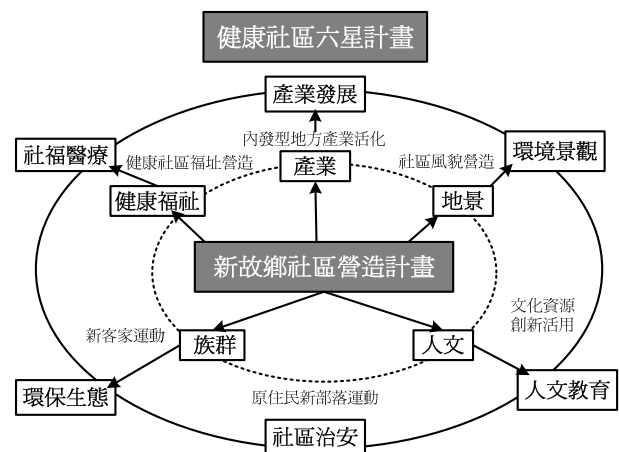 健康社區六星計畫
產業發展
內發型地方產業活化
社福醫療
健康社區福址營造
產業
社區風貌營造
環境景觀
健康福祉
地景
新故鄉社區營造計畫
文化資源
創新活用
新客家運動
族群
人文
環保生態
原住民新部落運動
人文教育
社區治安